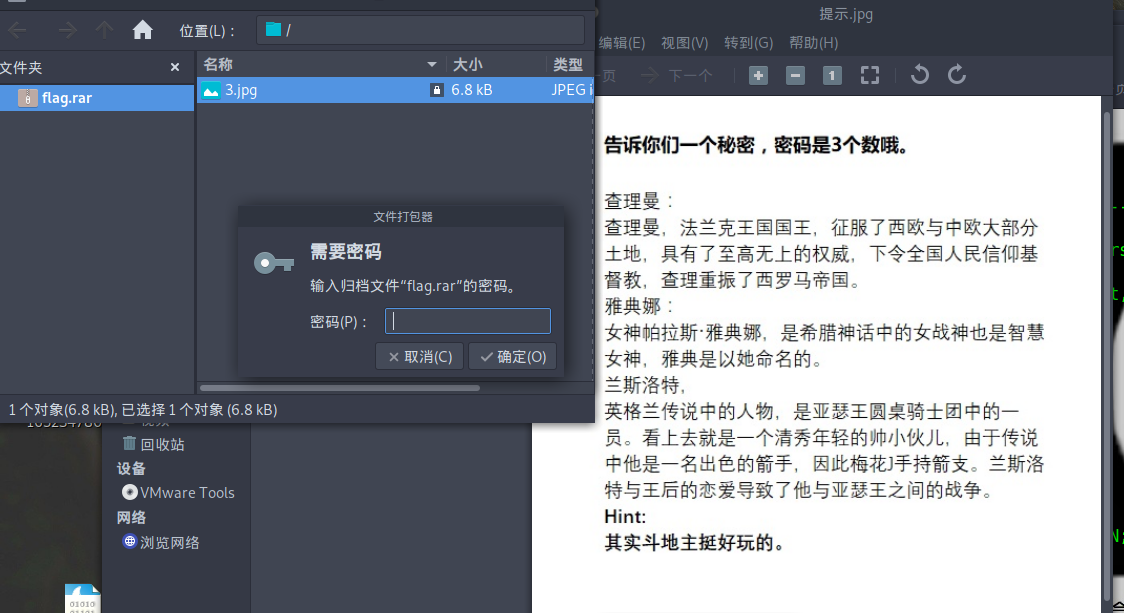 位置(L)：
/
文件夹
×
名称
大小
类型
flag.rar
3.jpg
6.8 kB
JPEG i
文件打包器
需要密码
输入归档文件“flag.rar”的密码。
密码(P)：
取消(C)
确定(O)
1 个对象(6.8 kB), 已选择 1 个对象 (6.8 kB)
视频
回收站
设备
VMware Tools
网络
浏览网络
提示.jpg
编辑(E)
视图(V)
转到(G)
帮助(H)
页
下一个
告诉你们一个秘密，密码是3个数哦。
查理曼：
查理曼，法兰克王国国王，征服了西欧与中欧大部分
土地，具有了至高无上的权威，下令全国人民信仰基
督教，查理重振了西罗马帝国。
雅典娜：
女神帕拉斯·雅典娜，是希腊神话中的女战神也是智慧
女神，雅典是以她命名的。
兰斯洛特，
英格兰传说中的人物，是亚瑟王圆桌骑士团中的一
员。看上去就是一个清秀年轻的帅小伙儿，由于传说
中他是一名出色的箭手，因此梅花J手持箭支。兰斯洛
特与王后的恋爱导致了他与亚瑟王之间的战争。
Hint:
其实斗地主挺好玩的。